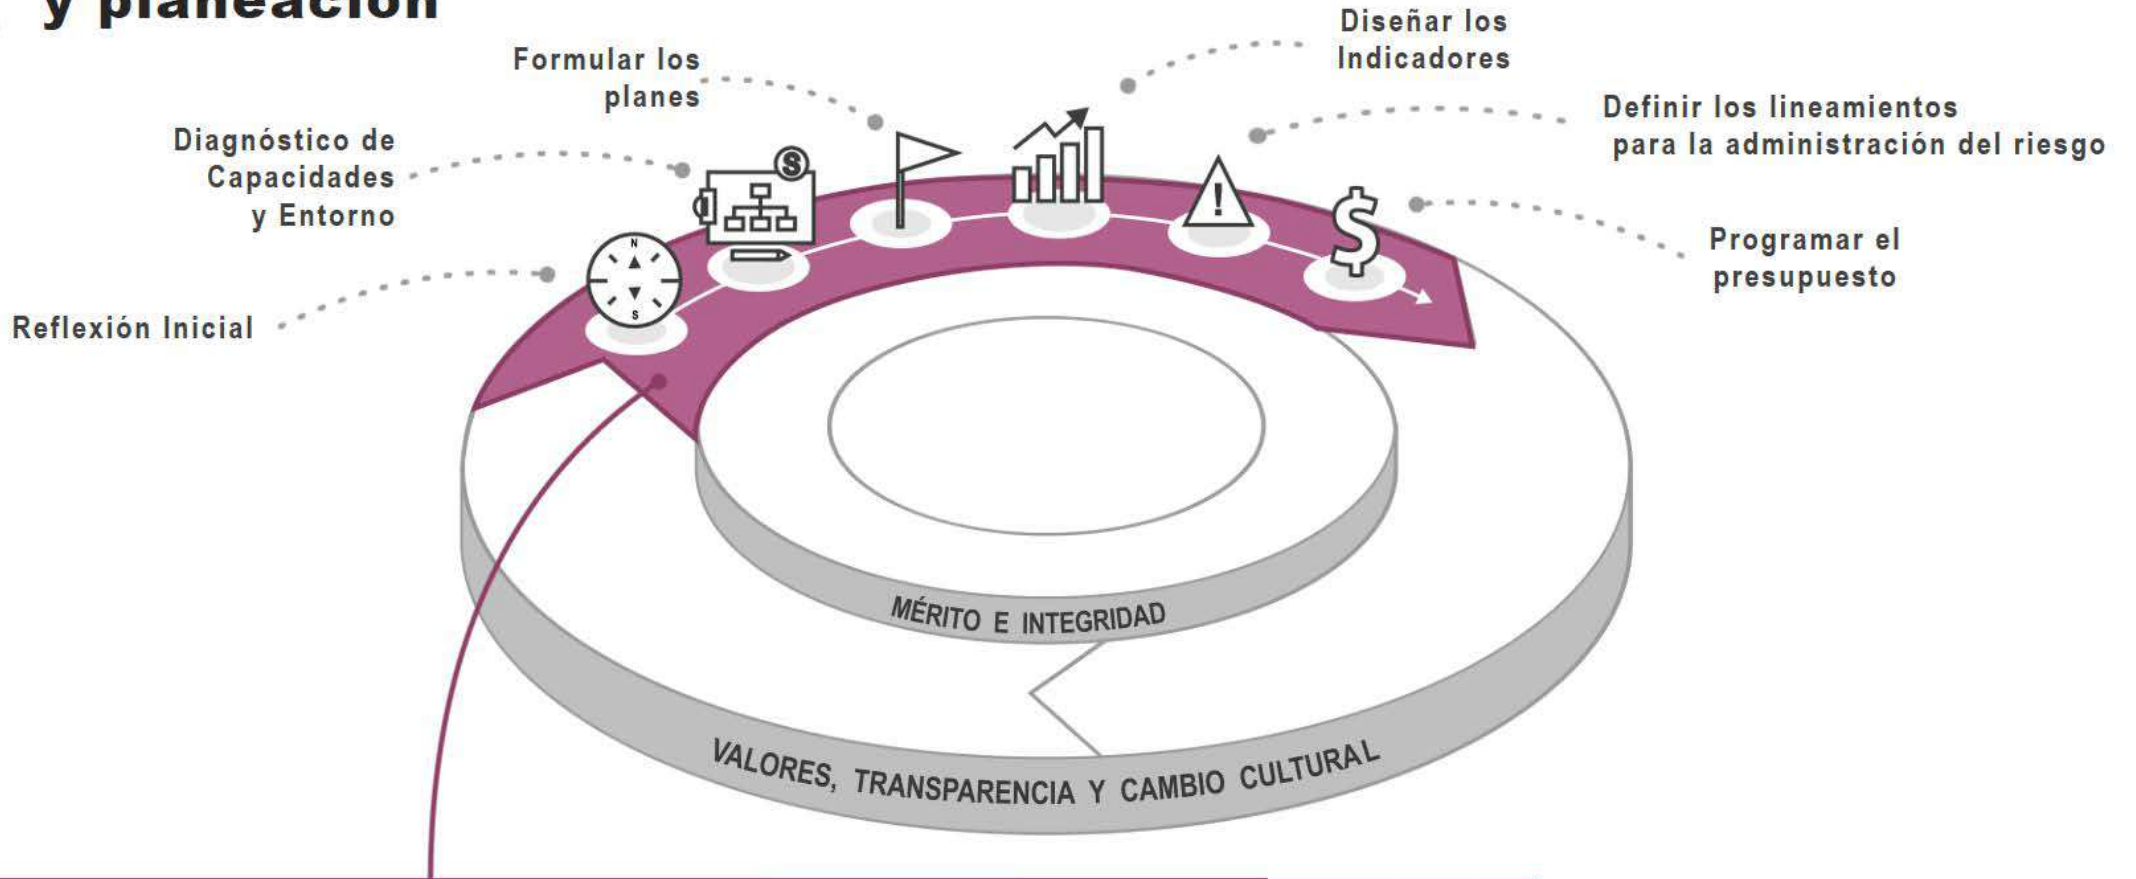 y planeación
Diseñar los
Indicadores
Formular los
planes
Definir los lineamientos
para la administración del riesgo
Diagnóstico de
Capacidades
y Entorno
Programar el
presupuesto
Reflexión Inicial
$
!
$
N
S
MÉRITO E INTEGRIDAD
VALORES, TRANSPARENCIA Y CAMBIO CULTURAL